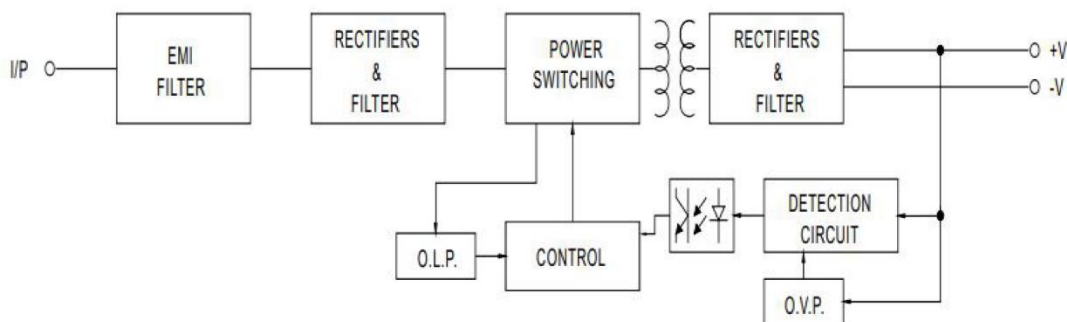 I/P
EMI
FILTER
RECTIFIERS
&
FILTER
POWER
SWITCHING
RECTIFIERS
&
FILTER
+V
-V
O.L.P.
CONTROL
DETECTION
CIRCUIT
O.V.P.